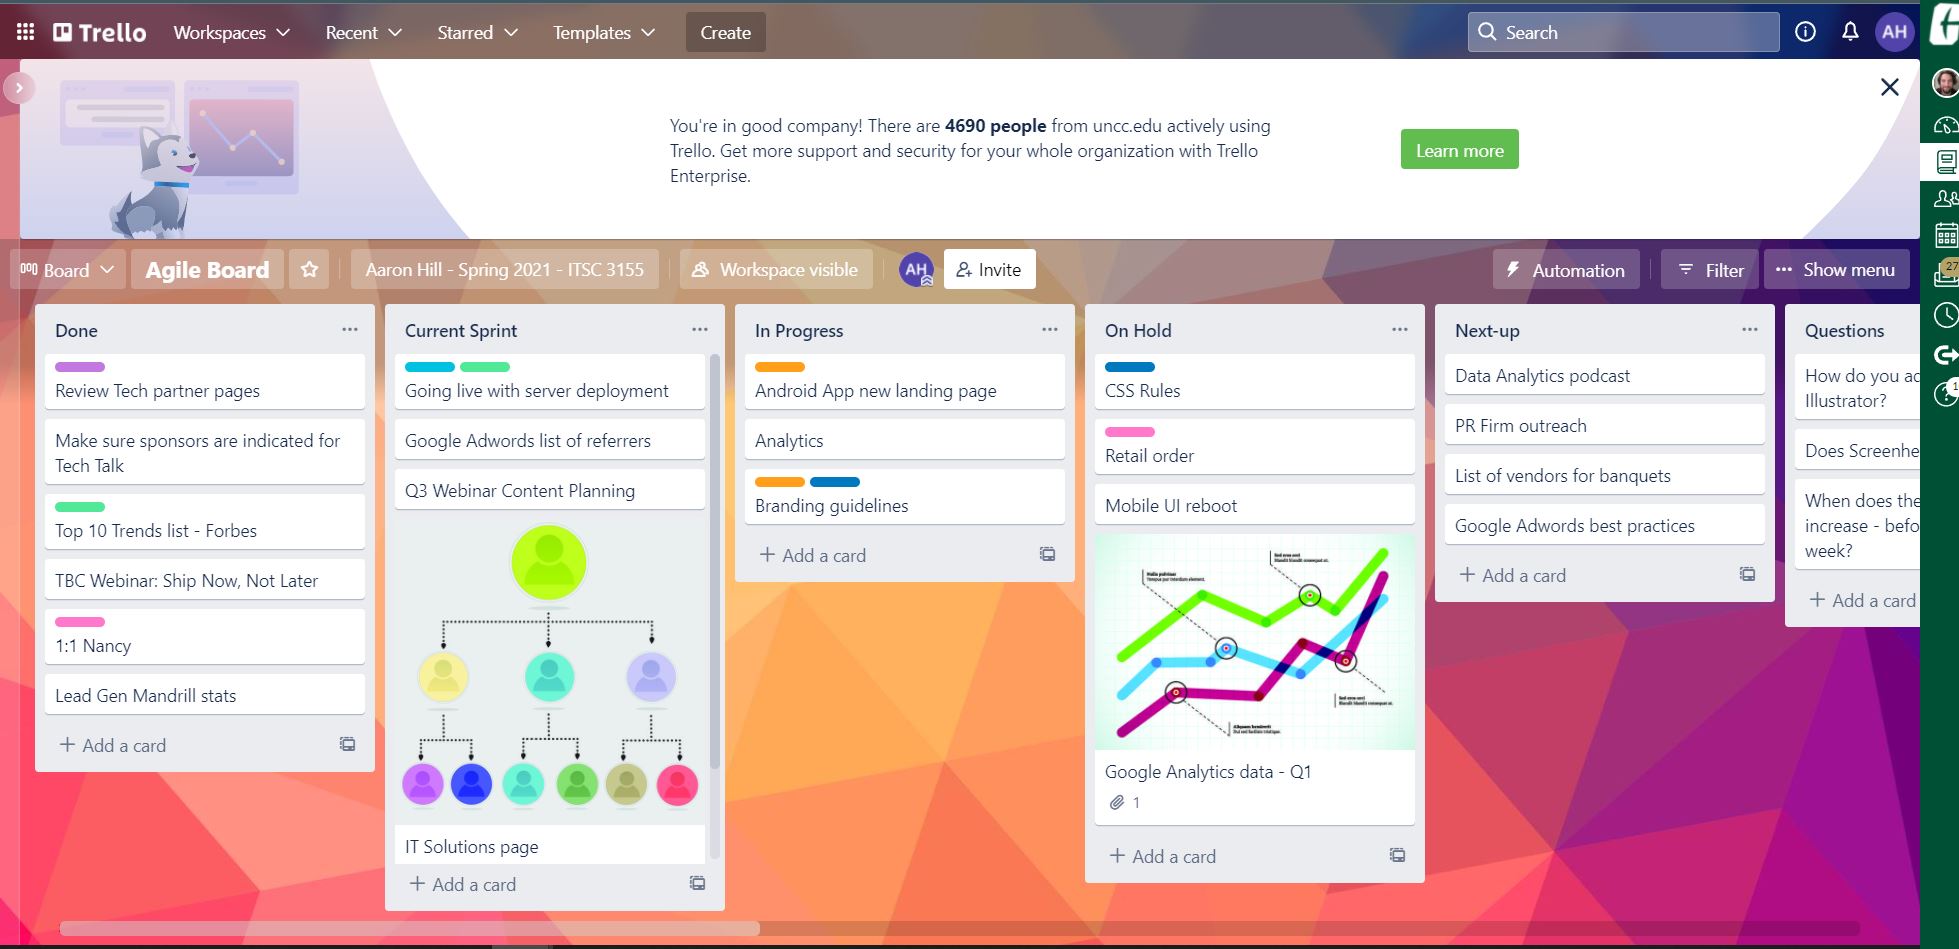 Trello
Workspaces
Recent
Starred
Templates
Create
Search
AH
You're in good company! There are 4690 people from uncc.edu actively using
Trello. Get more support and security for your whole organization with Trello
Enterprise.
Learn more
Board
Agile Board
Aaron Hill - Spring 2021 - ITSC 3155
Workspace visible
AH
Invite
Automation
Filter
Show menu
27
1
Done
Review Tech partner pages
Make sure sponsors are indicated for
Tech Talk
Top 10 Trends list - Forbes
TBC Webinar: Ship Now, Not Later
1:1 Nancy
Lead Gen Mandrill stats
+ Add a card
Current Sprint
Going live with server deployment
Google Adwords list of referrers
Q3 Webinar Content Planning
IT Solutions page
+ Add a card
In Progress
Android App new landing page
Analytics
Branding guidelines
+ Add a card
On Hold
CSS Rules
Retail order
Mobile UI reboot
Google Analytics data - Q1
1
+ Add a card
Next-up
Data Analytics podcast
PR Firm outreach
List of vendors for banquets
Google Adwords best practices
+ Add a card
Questions
How do you ac
Illustrator?
Does Screenhe
When does the
increase - befo
week?
+ Add a card